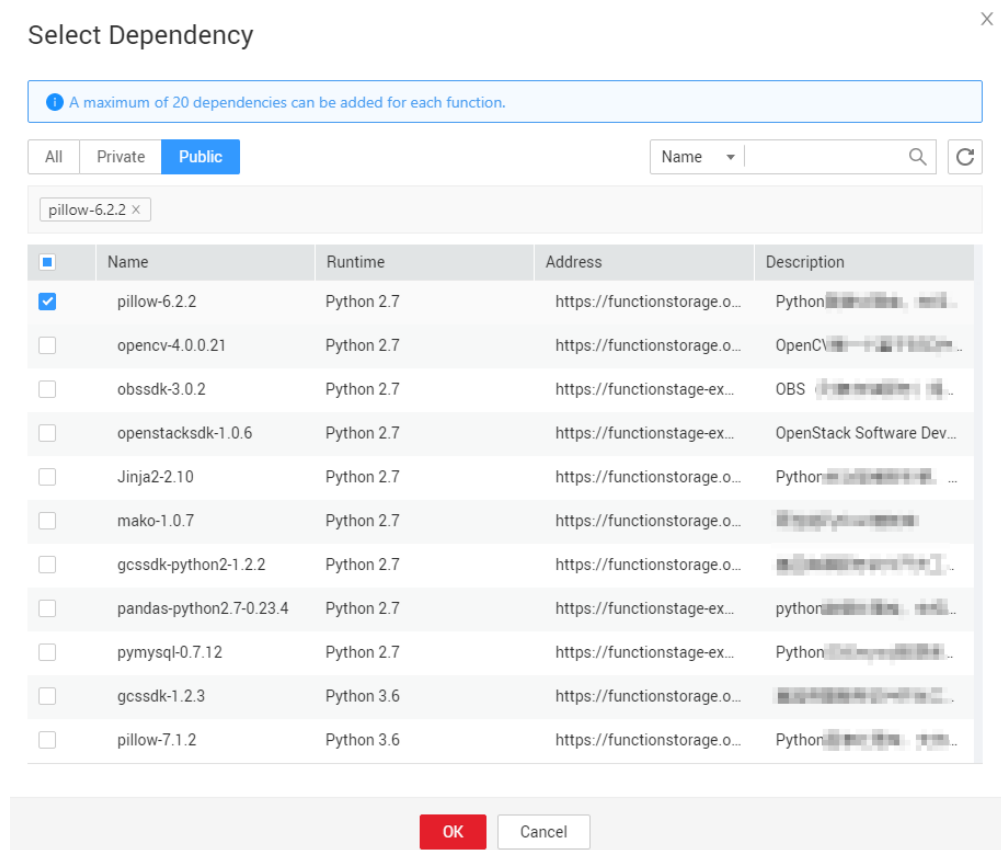 Select Dependency
A maximum of 20 dependencies can be added for each function.
All Private Public Name
pillow-6.2.2
Name Runtime Address Description
pillow-6.2.2 Python 2.7 https://functionstorage.o... Python
opencv-4.0.0.21 Python 2.7 https://functionstorage.o... OpenCV
obssdk-3.0.2 Python 2.7 https://functionstage-ex... OBS
openstacksdk-1.0.6 Python 2.7 https://functionstage-ex... OpenStack Software Dev...
Jinja2-2.10 Python 2.7 https://functionstorage.o... Python
mako-1.0.7 Python 2.7 https://functionstorage.o...
gcssdk-python2-1.2.2 Python 2.7 https://functionstorage.o...
pandas-python2.7-0.23.4 Python 2.7 https://functionstage-ex... python
pymysql-0.7.12 Python 2.7 https://functionstage-ex... Python
gcssdk-1.2.3 Python 3.6 https://functionstorage.o...
pillow-7.1.2 Python 3.6 https://functionstorage.o... Python
OK Cancel